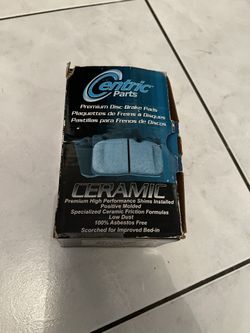 Centric
Parts
Premium Disc Brake Pads
Plaquettes de Freins à Disques
Pastillas para Frenos de Discos
CERAMIC
Premium High Performance Shims Installed
Positive Molded
Specialized Ceramic Friction Formulas
Low Dust
100% Asbestos Free
Scorched for Improved Bed-in